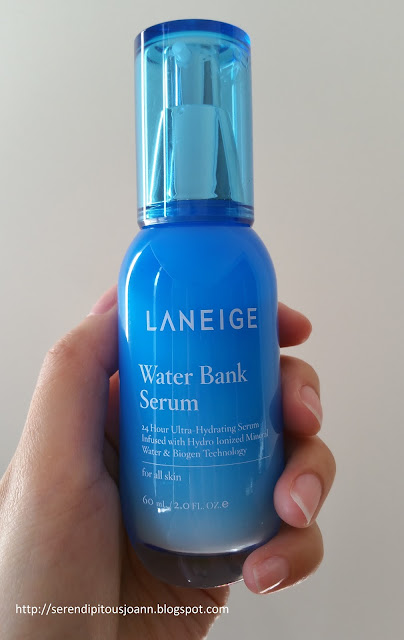 LANEIGE
Water Bank
Serum
24 Hour Ultra-Hydrating Serum
Infused with Hydro Ionized Mineral
Water & Biogen Technology
for all skin
60 mL / 2.0 FL.OZ.e
http://serendipitousjoann.blogspot.com